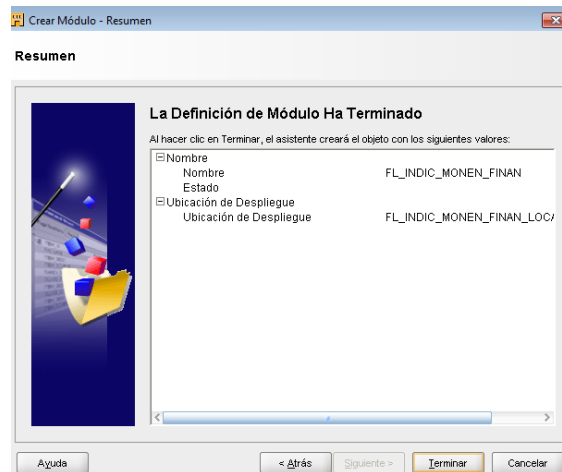 Crear Módulo - Resumen
Resumen
La Definición de Módulo Ha Terminado
Al hacer clic en Terminar, el asistente creará el objeto con los siguientes valores:
Nombre
Nombre FL_INDIC_MONEN_FINAN
Estado
Ubicación de Despliegue
Ubicación de Despliegue FL_INDIC_MONEN_FINAN_LOCA
Ayuda < Atrás Siguiente > Terminar Cancelar